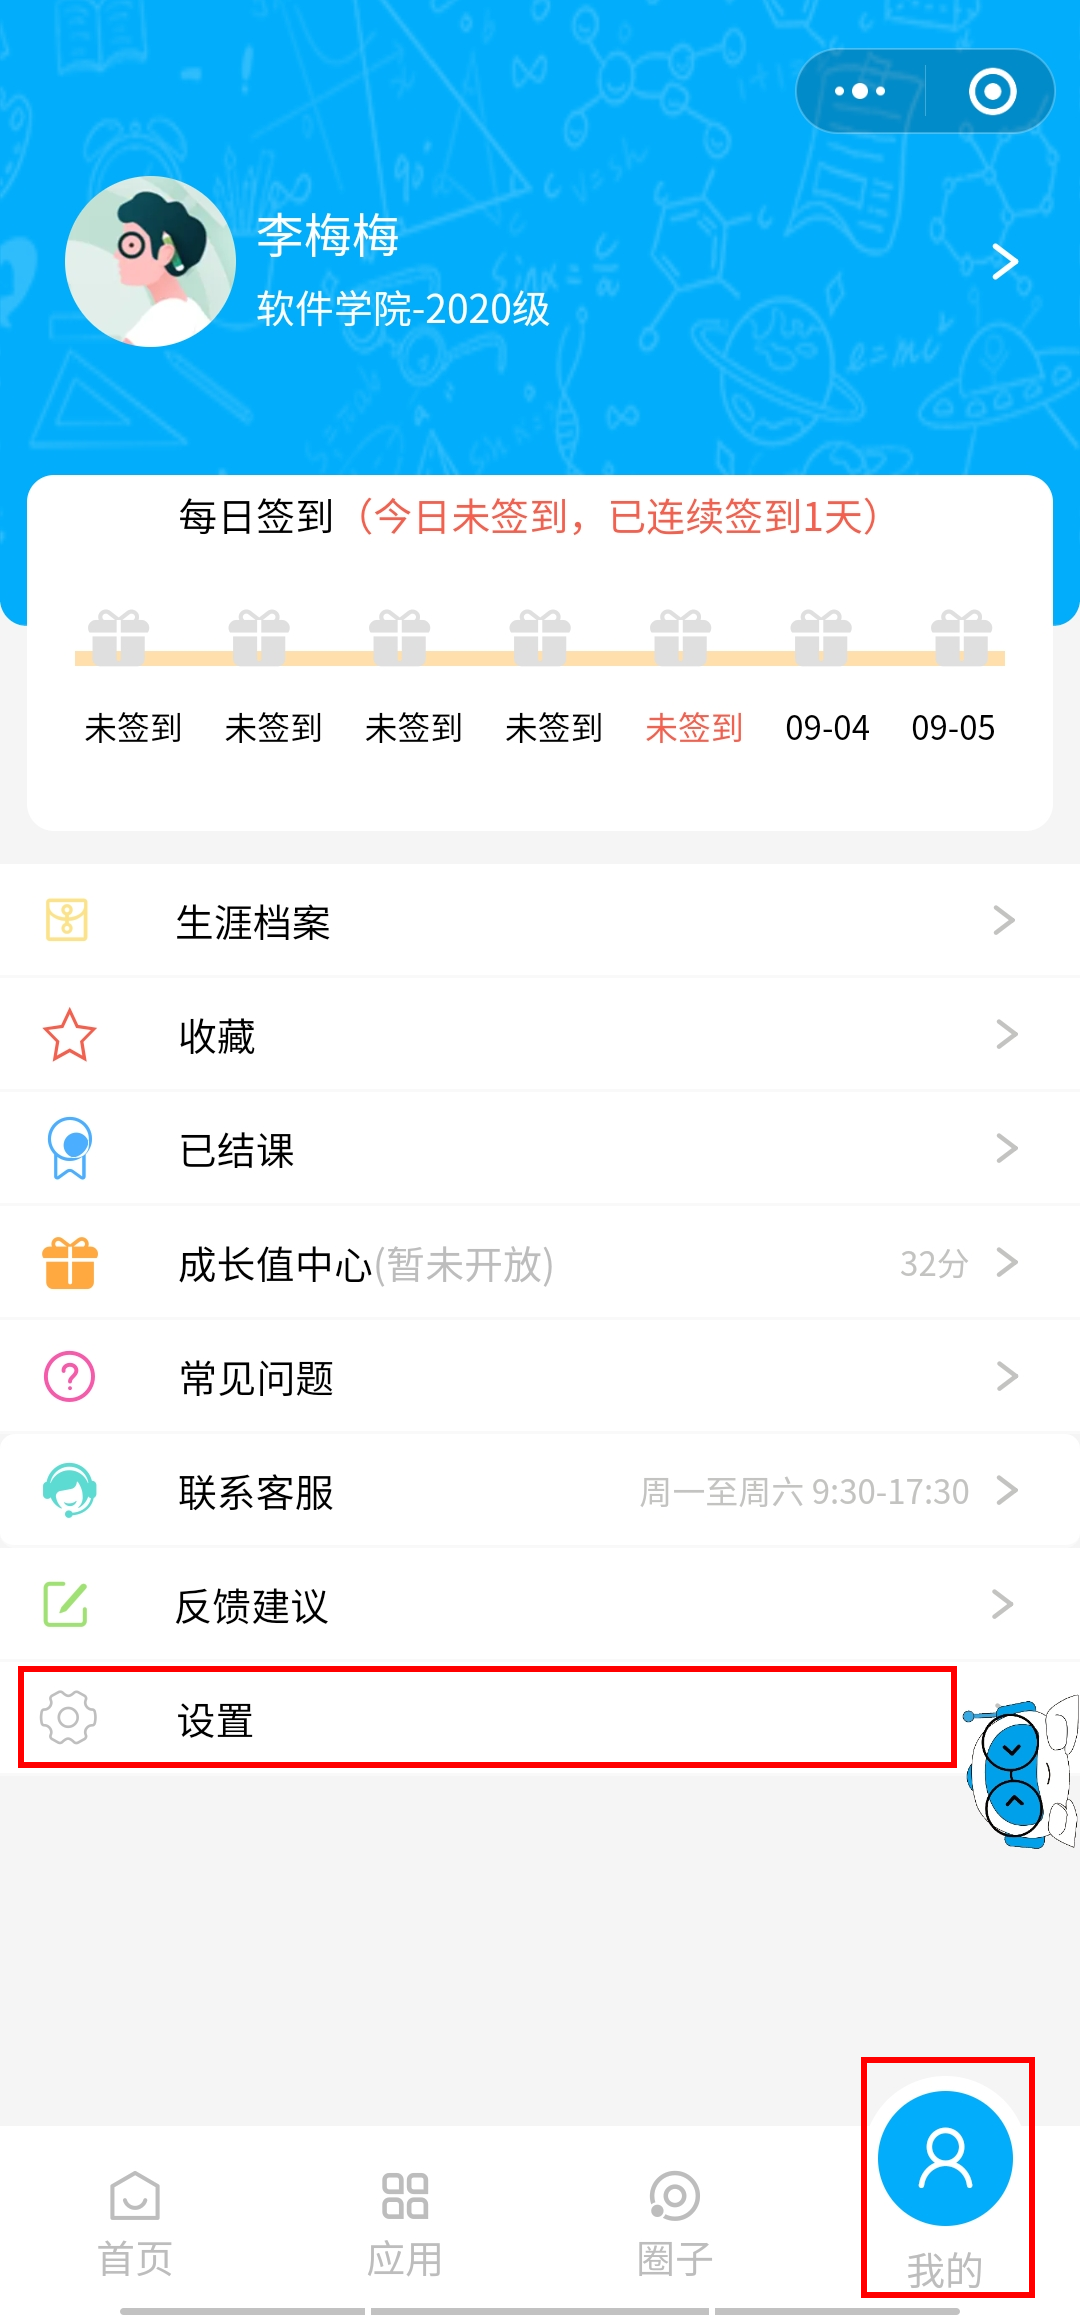 李梅梅
软件学院-2020级
每日签到（今日未签到，已连续签到1天）
未签到 未签到 未签到 未签到 未签到 09-04 09-05
生涯档案
收藏
已结课
成长值中心(暂未开放) 32分
常见问题
联系客服 周一至周六 9:30-17:30
反馈建议
设置
首页 应用 圈子 我的